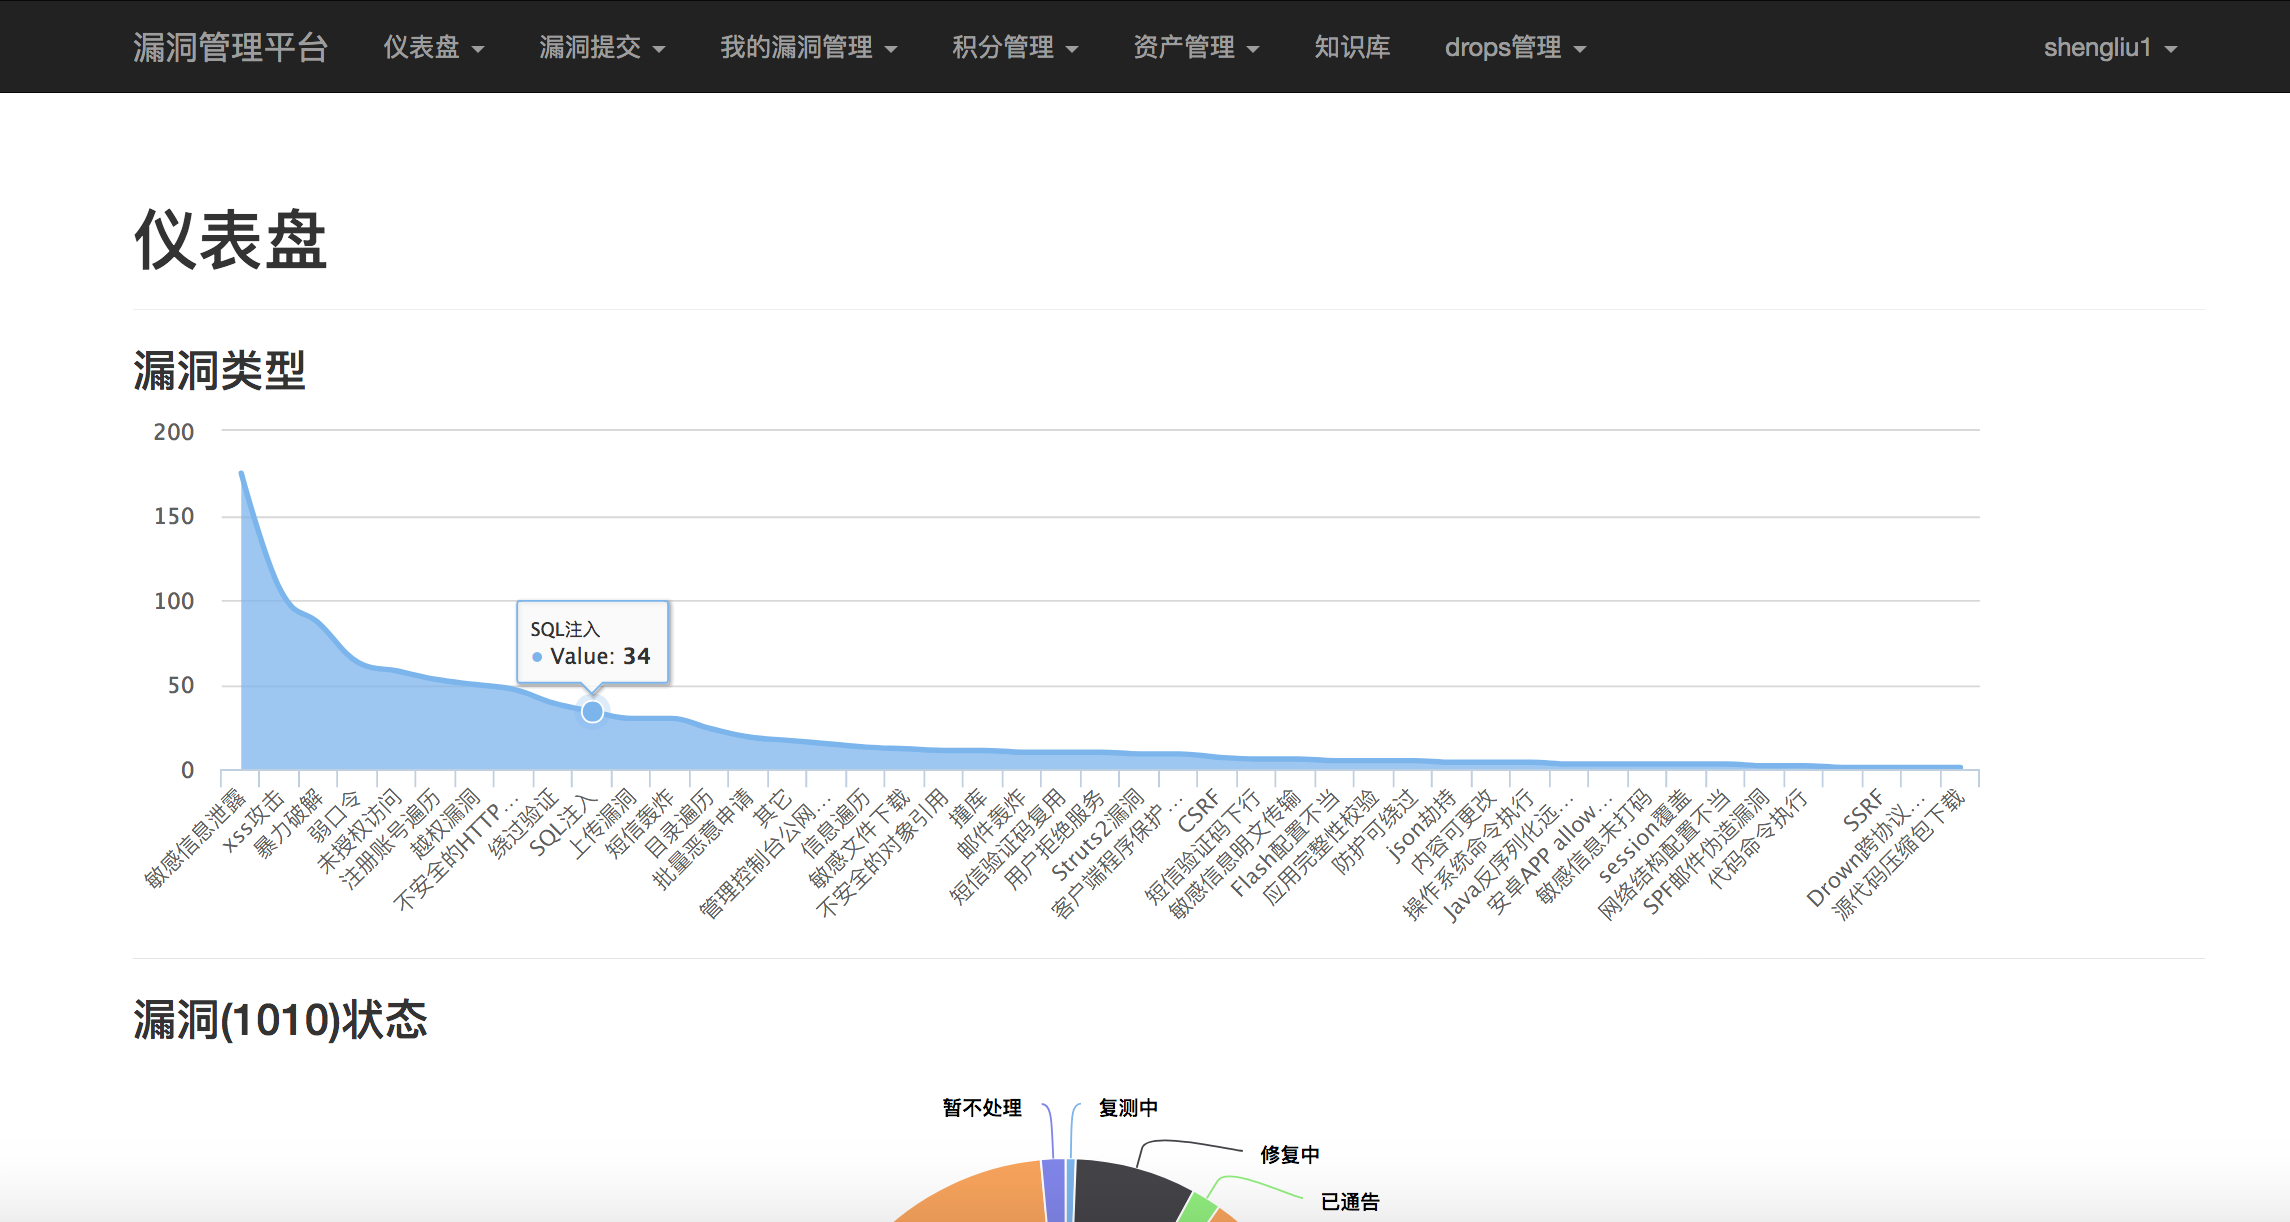 漏洞管理平台 仪表盘 漏洞提交 我的漏洞管理 积分管理 资产管理 知识库 drops管理 shengliu1
仪表盘
漏洞类型
200
150
100
50
0
SQL注入
Value: 34
敏感信息泄露
xss攻击
暴力破解
弱口令
未授权访问
注册账号遍历
越权漏洞
不安全的HTTP …
绕过验证
SQL注入
上传漏洞
短信轰炸
目录遍历
批量恶意申请
其它
管理控制台公网…
信息遍历
敏感文件下载
不安全的对象引用
撞库
邮件轰炸
短信验证码复用
用户拒绝服务
Struts2漏洞
客户端程序保护…
CSRF
短信验证码下行
敏感信息明文传输
Flash配置不当
应用完整性校验
防护可绕过
json劫持
内容可更改
操作系统命令执行
Java反序列化远…
安卓APP allow…
敏感信息未打码
session覆盖
网络结构配置不当
SPF邮件伪造漏洞
代码命令执行
SSRF
Drown跨协议…
源代码压缩包下载
漏洞(1010)状态
暂不处理
复测中
修复中
已通告